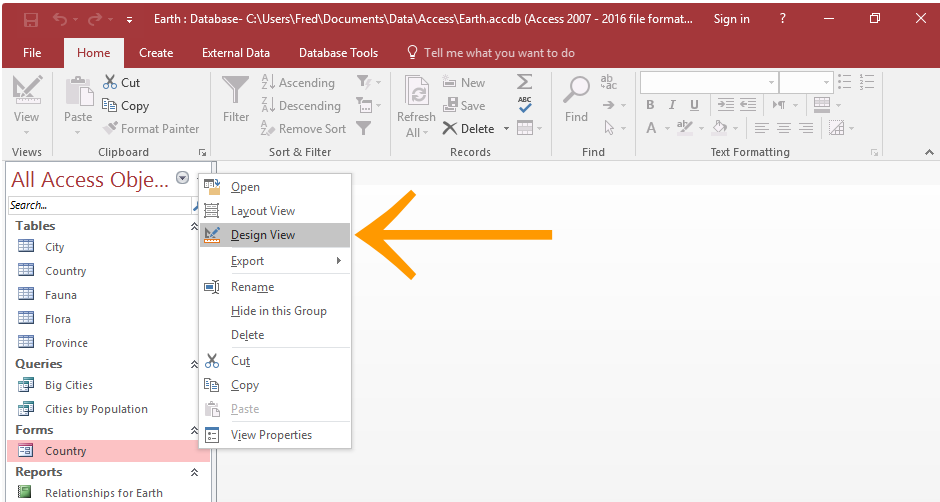 Earth : Database- C:\Users\Fred\Documents\Data\Access\Earth.accdb (Access 2007 - 2016 file format... Sign in ?
File Home Create External Data Database Tools Tell me what you want to do
View
Views
Paste
Cut
Copy
Format Painter
Clipboard
Filter
Ascending
Descending
Remove Sort
Sort & Filter
Refresh
All
New
Save
Delete
Σ
ABC
Records
Find
ab
ac
Find
B I U
A ab
Text Formatting
All Access Obje...
Search...
Tables
City
Country
Fauna
Flora
Province
Queries
Big Cities
Cities by Population
Forms
Country
Reports
Relationships for Earth
Open
Layout View
Design View
Export
Rename
Hide in this Group
Delete
Cut
Copy
Paste
View Properties